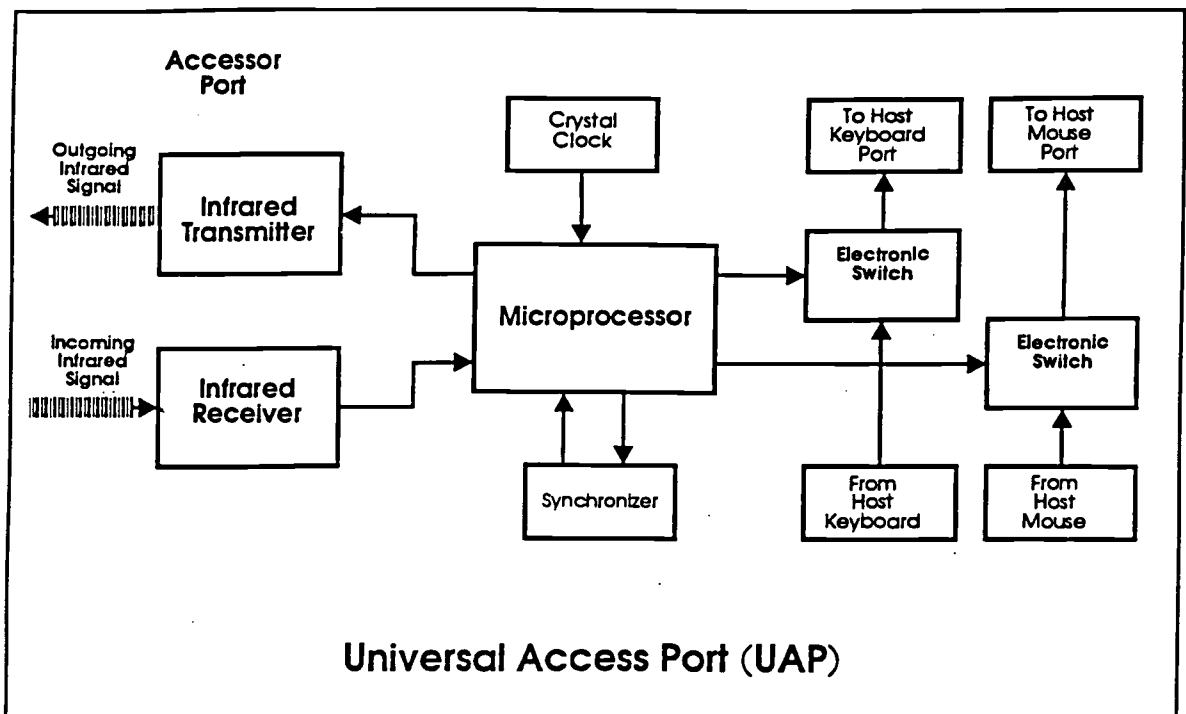 Accessor
Port
Outgoing
Infrared
Signal
Infrared
Transmitter
Incoming
Infrared
Signal
Infrared
Receiver
Crystal
Clock
Microprocessor
Synchronizer
To Host
Keyboard
Port
To Host
Mouse
Port
Electronic
Switch
Electronic
Switch
From
Host
Keyboard
From
Host
Mouse
Universal Access Port (UAP)